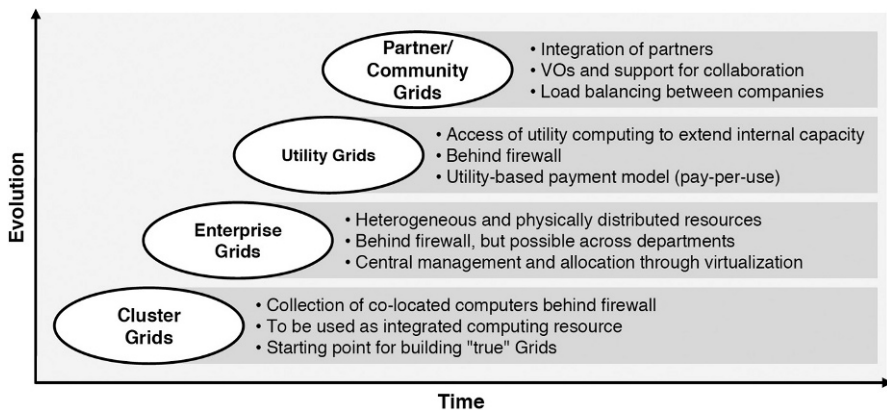 Partner/
Community
Grids
• Integration of partners
• VOs and support for collaboration
• Load balancing between companies
Utility Grids
• Access of utility computing to extend internal capacity
• Behind firewall
• Utility-based payment model (pay-per-use)
Enterprise
Grids
• Heterogeneous and physically distributed resources
• Behind firewall, but possible across departments
• Central management and allocation through virtualization
Cluster
Grids
• Collection of co-located computers behind firewall
• To be used as integrated computing resource
• Starting point for building "true" Grids
Evolution
Time